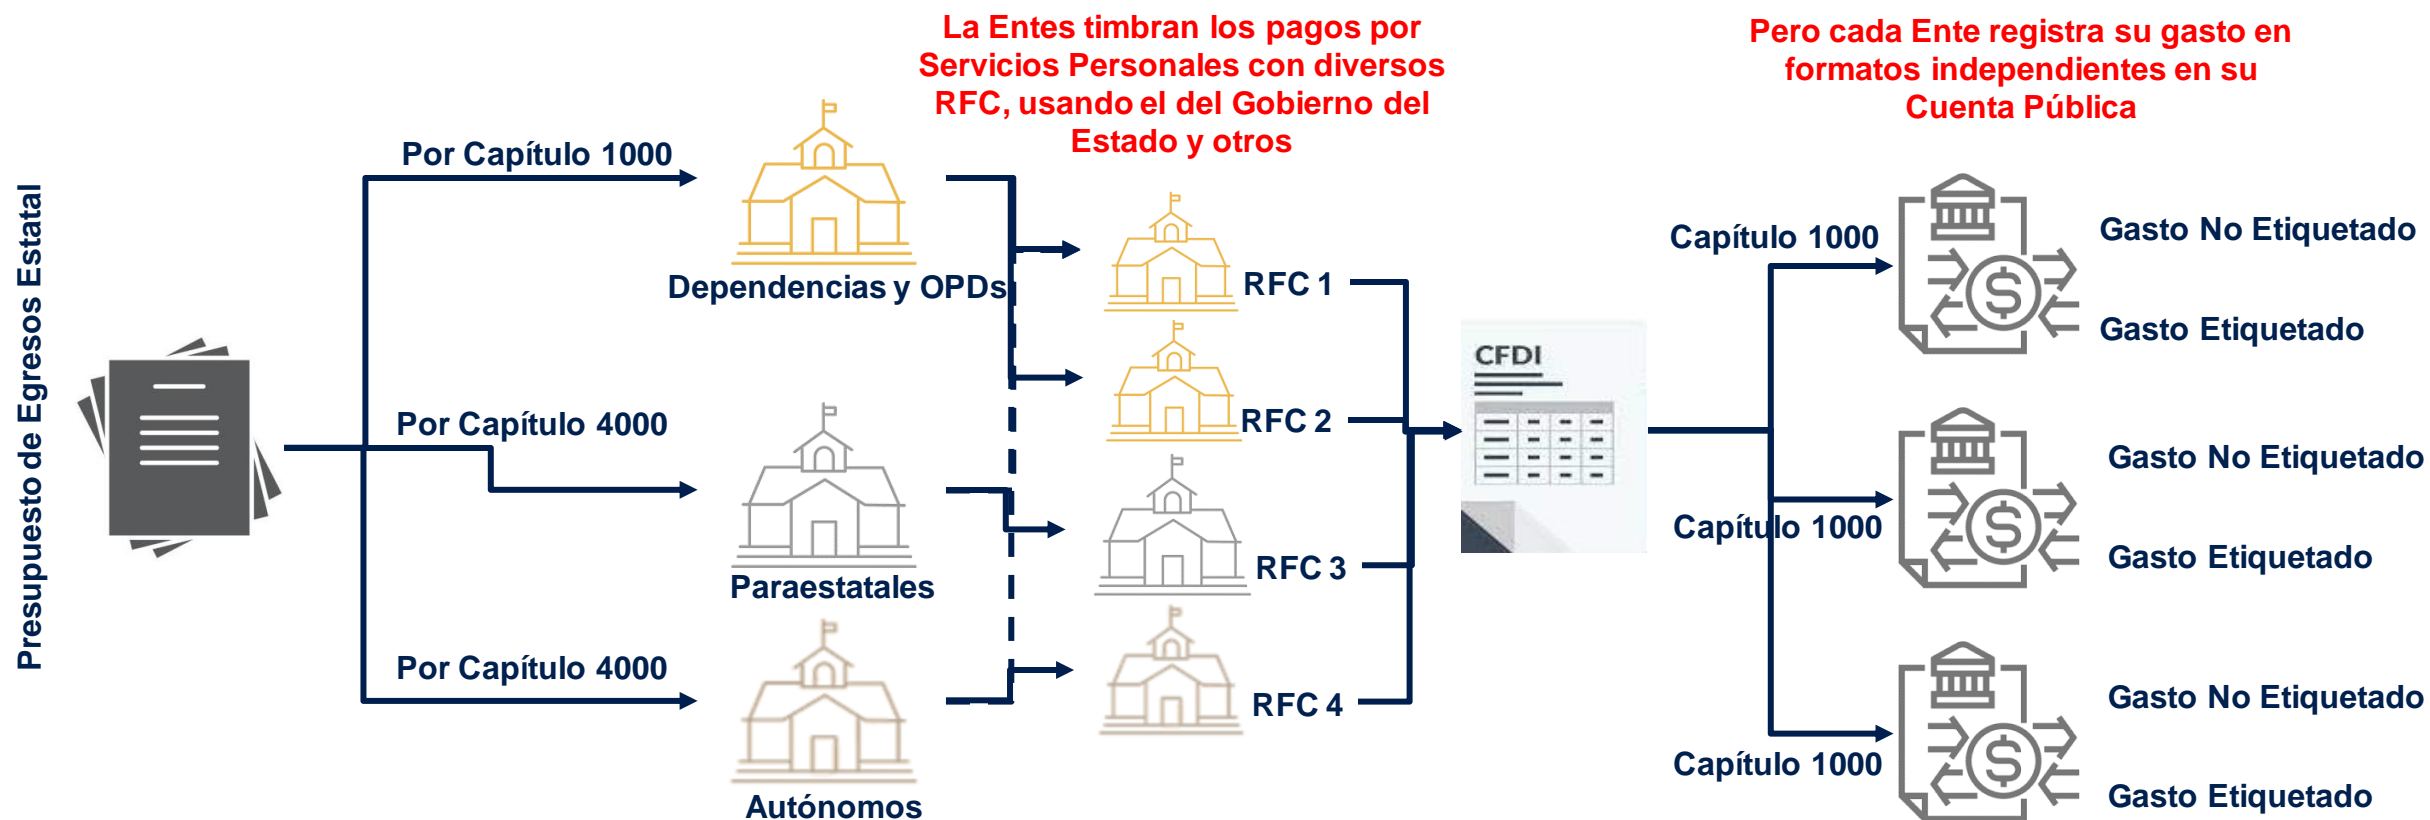 Presupuesto de Egresos Estatal
Por Capítulo 1000
Por Capítulo 4000
Por Capítulo 4000
Dependencias y OPDs
Paraestatales
Autónomos
La Entes timbran los pagos por
Servicios Personales con diversos
RFC, usando el del Gobierno del
Estado y otros
RFC 1
RFC 2
RFC 3
RFC 4
CFDI
Pero cada Ente registra su gasto en
formatos independientes en su
Cuenta Pública
Capítulo 1000
$
Gasto No Etiquetado
Gasto Etiquetado
Capítulo 1000
$
Gasto No Etiquetado
Gasto Etiquetado
Capítulo 1000
$
Gasto No Etiquetado
Gasto Etiquetado